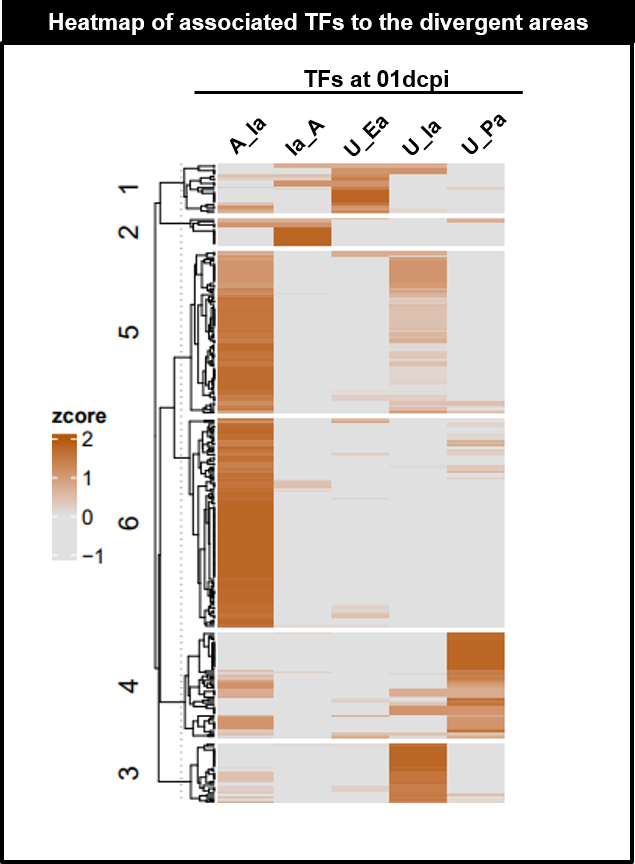 Heatmap of associated TFs to the divergent areas
TFs at 01dcpi
A_Ia Ia_A U_Ea U_Ia U_Pa
1
2
5
zcore
2
1
0
−1
6
4
3